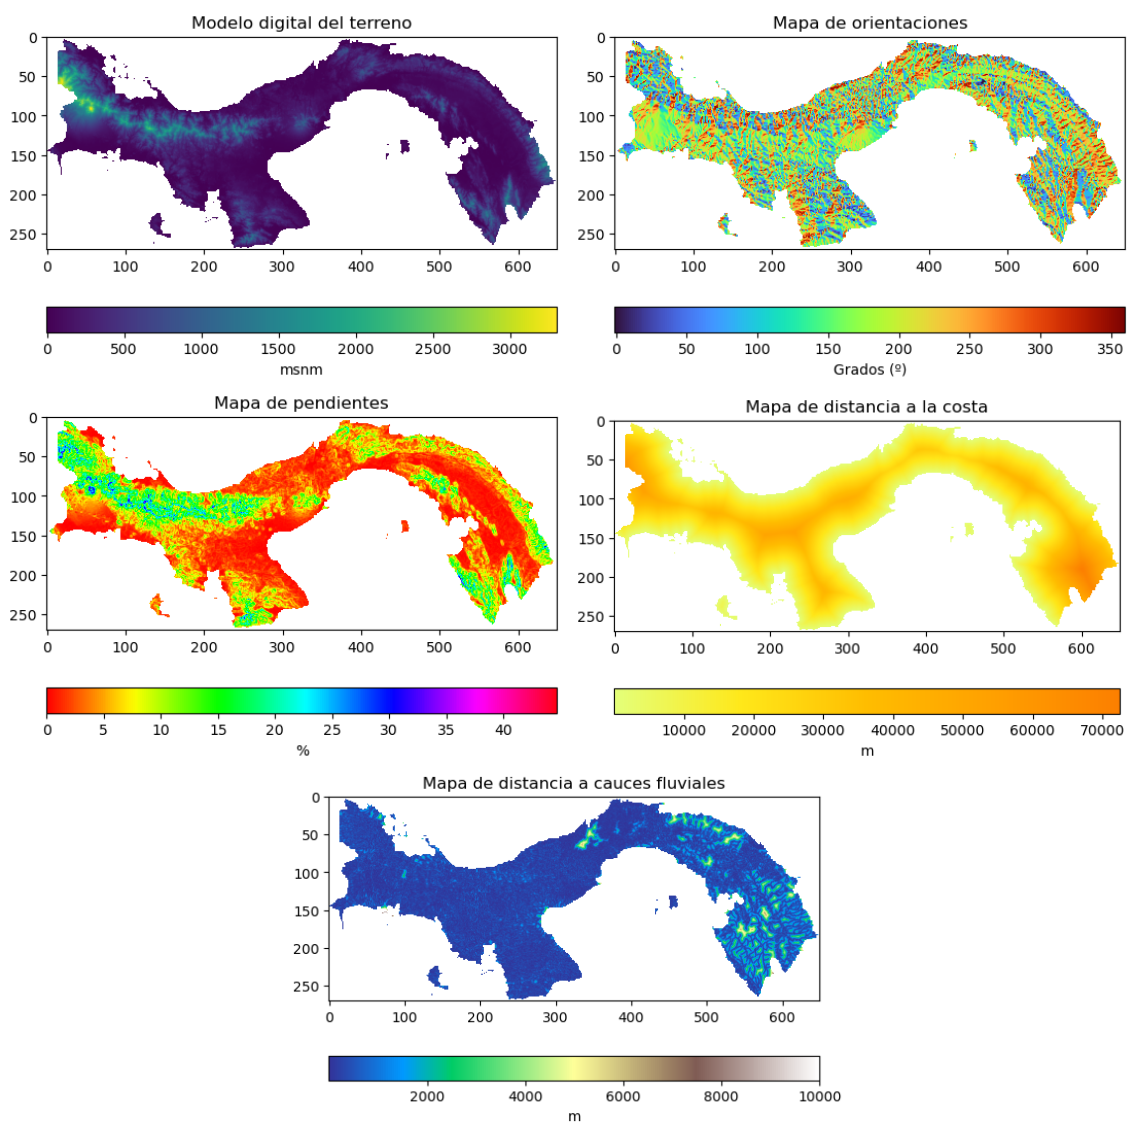 Modelo digital del terreno
0
50
100
150
200
250
0 100 200 300 400 500 600
0 500 1000 1500 2000 2500 3000
msnm
Mapa de orientaciones
0
50
100
150
200
250
0 100 200 300 400 500 600
0 50 100 150 200 250 300 350
Grados (º)
Mapa de pendientes
0
50
100
150
200
250
0 100 200 300 400 500 600
0 5 10 15 20 25 30 35 40
%
Mapa de distancia a la costa
0
50
100
150
200
250
0 100 200 300 400 500 600
10000 20000 30000 40000 50000 60000 70000
m
Mapa de distancia a cauces fluviales
0
50
100
150
200
250
0 100 200 300 400 500 600
2000 4000 6000 8000 10000
m